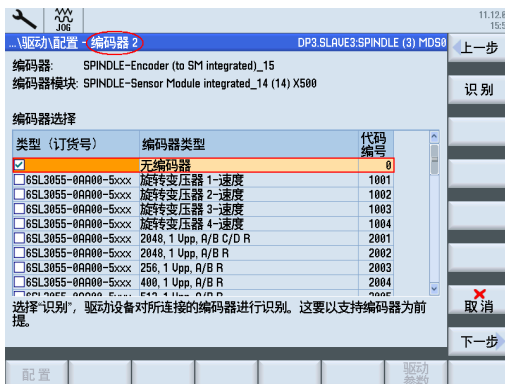 JOG
11.12.
15:
...\驱动\配置 - 编码器 2
DP3.SLAVE3:SPINDLE (3) MDS0
上一步
编码器: SPINDLE-Encoder (to SM integrated)_15
编码器模块: SPINDLE-Sensor Module integrated_14 (14) X500
识别
编码器选择
类型（订货号） 编码器类型 代码编号
无编码器 0
6SL3055-0AA00-5xxx 旋转变压器 1-速度 1001
6SL3055-0AA00-5xxx 旋转变压器 2-速度 1002
6SL3055-0AA00-5xxx 旋转变压器 3-速度 1003
6SL3055-0AA00-5xxx 旋转变压器 4-速度 1004
6SL3055-0AA00-5xxx 2048, 1 Vpp, A/B C/D R 2001
6SL3055-0AA00-5xxx 2048, 1 Vpp, A/B R 2002
6SL3055-0AA00-5xxx 256, 1 Vpp, A/B R 2003
6SL3055-0AA00-5xxx 400, 1 Vpp, A/B R 2004
6SL3055-0AA00-5xxx 512, 1 Vpp, A/B R 2005
选择“识别”，驱动设备对所连接的编码器进行识别。这要以支持编码器为前
提。
取消
下一步
配置
驱动
参数